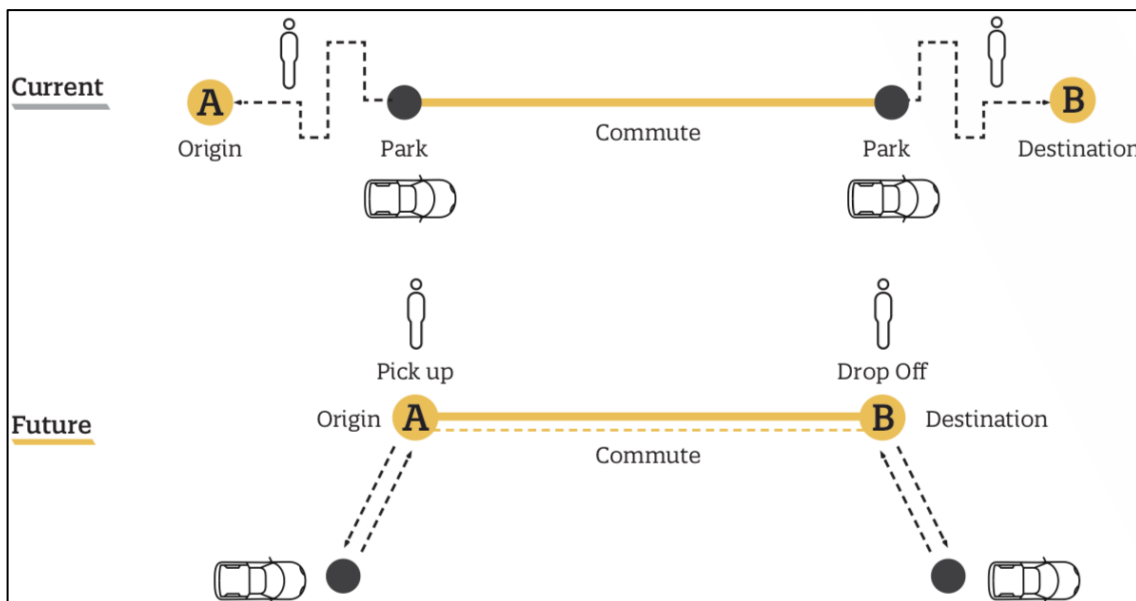 Current
A
B
Commute
Origin
Park
Park
Destination
Pick up
Drop Off
Future
Origin
A
B
Destination
Commute